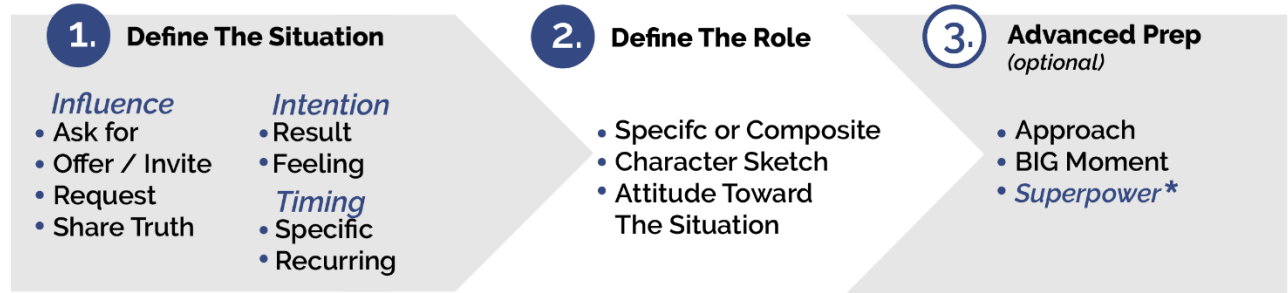 1. Define The Situation
Influence
• Ask for
• Offer / Invite
• Request
• Share Truth
Intention
• Result
• Feeling
Timing
• Specific
• Recurring
2. Define The Role
• Specifc or Composite
• Character Sketch
• Attitude Toward
The Situation
3. Advanced Prep
(optional)
• Approach
• BIG Moment
• Superpower*